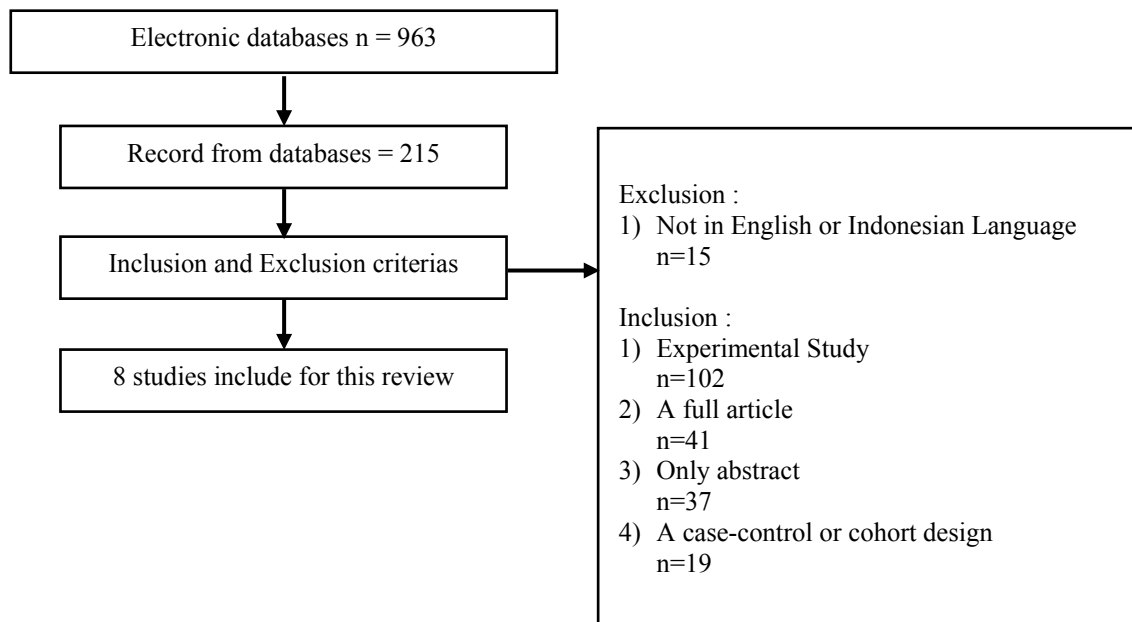 Electronic databases n = 963
Record from databases = 215
Inclusion and Exclusion criterias
8 studies include for this review
Exclusion :
1) Not in English or Indonesian Language
n=15
Inclusion :
1) Experimental Study
n=102
2) A full article
n=41
3) Only abstract
n=37
4) A case-control or cohort design
n=19